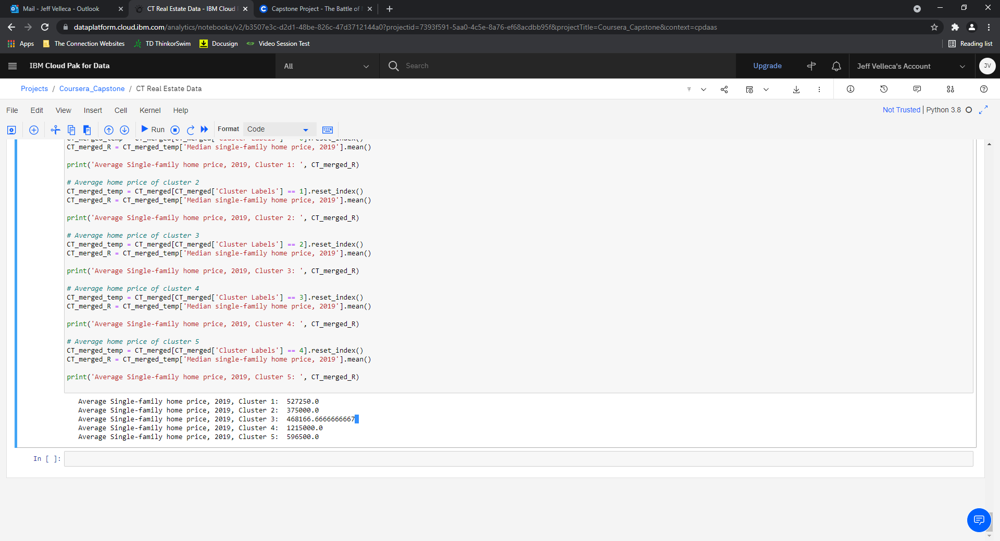 Mail - Jeff Velleca - Outlook
CT Real Estate Data - IBM Cloud
Capstone Project - The Battle of
dataplatform.cloud.ibm.com/analytics/notebooks/v2/b3507e3c-d2d1-48be-826c-47d3712144a0?projectid=7393f591-5aa0-4c5e-8a76-ef68acdbb95f&projectTitle=Coursera_Capstone&context=cpdaas
Apps The Connection Websites TD ThinkorSwim Docusign Video Session Test Reading list
IBM Cloud Pak for Data All Search Upgrade Jeff Velleca's Account JV
Projects / Coursera_Capstone / CT Real Estate Data
File Edit View Insert Cell Kernel Help Not Trusted | Python 3.8
Run Format Code
CT_merged_temp = CT_merged[CT_merged['Cluster Labels'] == 0].reset_index()
CT_merged_R = CT_merged_temp['Median single-family home price, 2019'].mean()
print('Average Single-family home price, 2019, Cluster 1: ', CT_merged_R)
# Average home price of cluster 2
CT_merged_temp = CT_merged[CT_merged['Cluster Labels'] == 1].reset_index()
CT_merged_R = CT_merged_temp['Median single-family home price, 2019'].mean()
print('Average Single-family home price, 2019, Cluster 2: ', CT_merged_R)
# Average home price of cluster 3
CT_merged_temp = CT_merged[CT_merged['Cluster Labels'] == 2].reset_index()
CT_merged_R = CT_merged_temp['Median single-family home price, 2019'].mean()
print('Average Single-family home price, 2019, Cluster 3: ', CT_merged_R)
# Average home price of cluster 4
CT_merged_temp = CT_merged[CT_merged['Cluster Labels'] == 3].reset_index()
CT_merged_R = CT_merged_temp['Median single-family home price, 2019'].mean()
print('Average Single-family home price, 2019, Cluster 4: ', CT_merged_R)
# Average home price of cluster 5
CT_merged_temp = CT_merged[CT_merged['Cluster Labels'] == 4].reset_index()
CT_merged_R = CT_merged_temp['Median single-family home price, 2019'].mean()
print('Average Single-family home price, 2019, Cluster 5: ', CT_merged_R)
Average Single-family home price, 2019, Cluster 1:  527250.0
Average Single-family home price, 2019, Cluster 2:  375000.0
Average Single-family home price, 2019, Cluster 3:  468166.6666666667
Average Single-family home price, 2019, Cluster 4:  1215000.0
Average Single-family home price, 2019, Cluster 5:  596500.0
In [ ]: